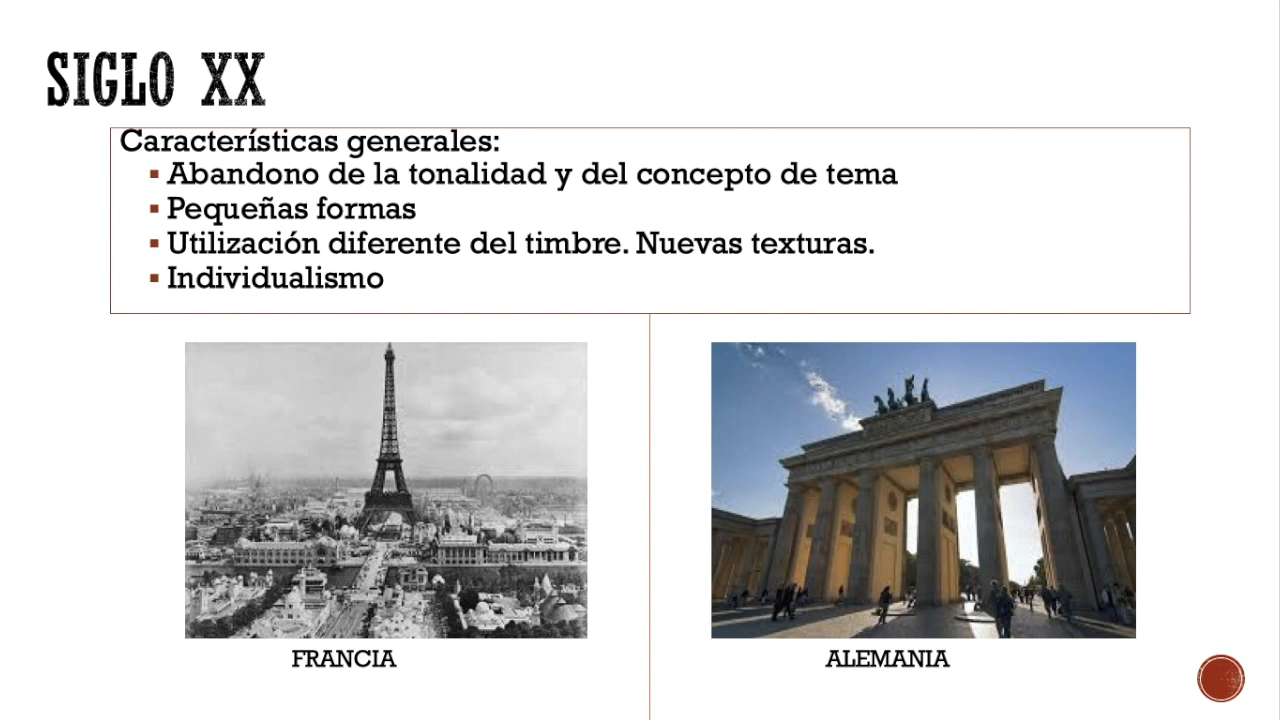 SIGLO XX
Características generales:
▪ Abandono de la tonalidad y del concepto de tema
▪ Pequeñas formas
▪ Utilización diferente del timbre. Nuevas texturas.
▪ Individualismo
FRANCIA
ALEMANIA